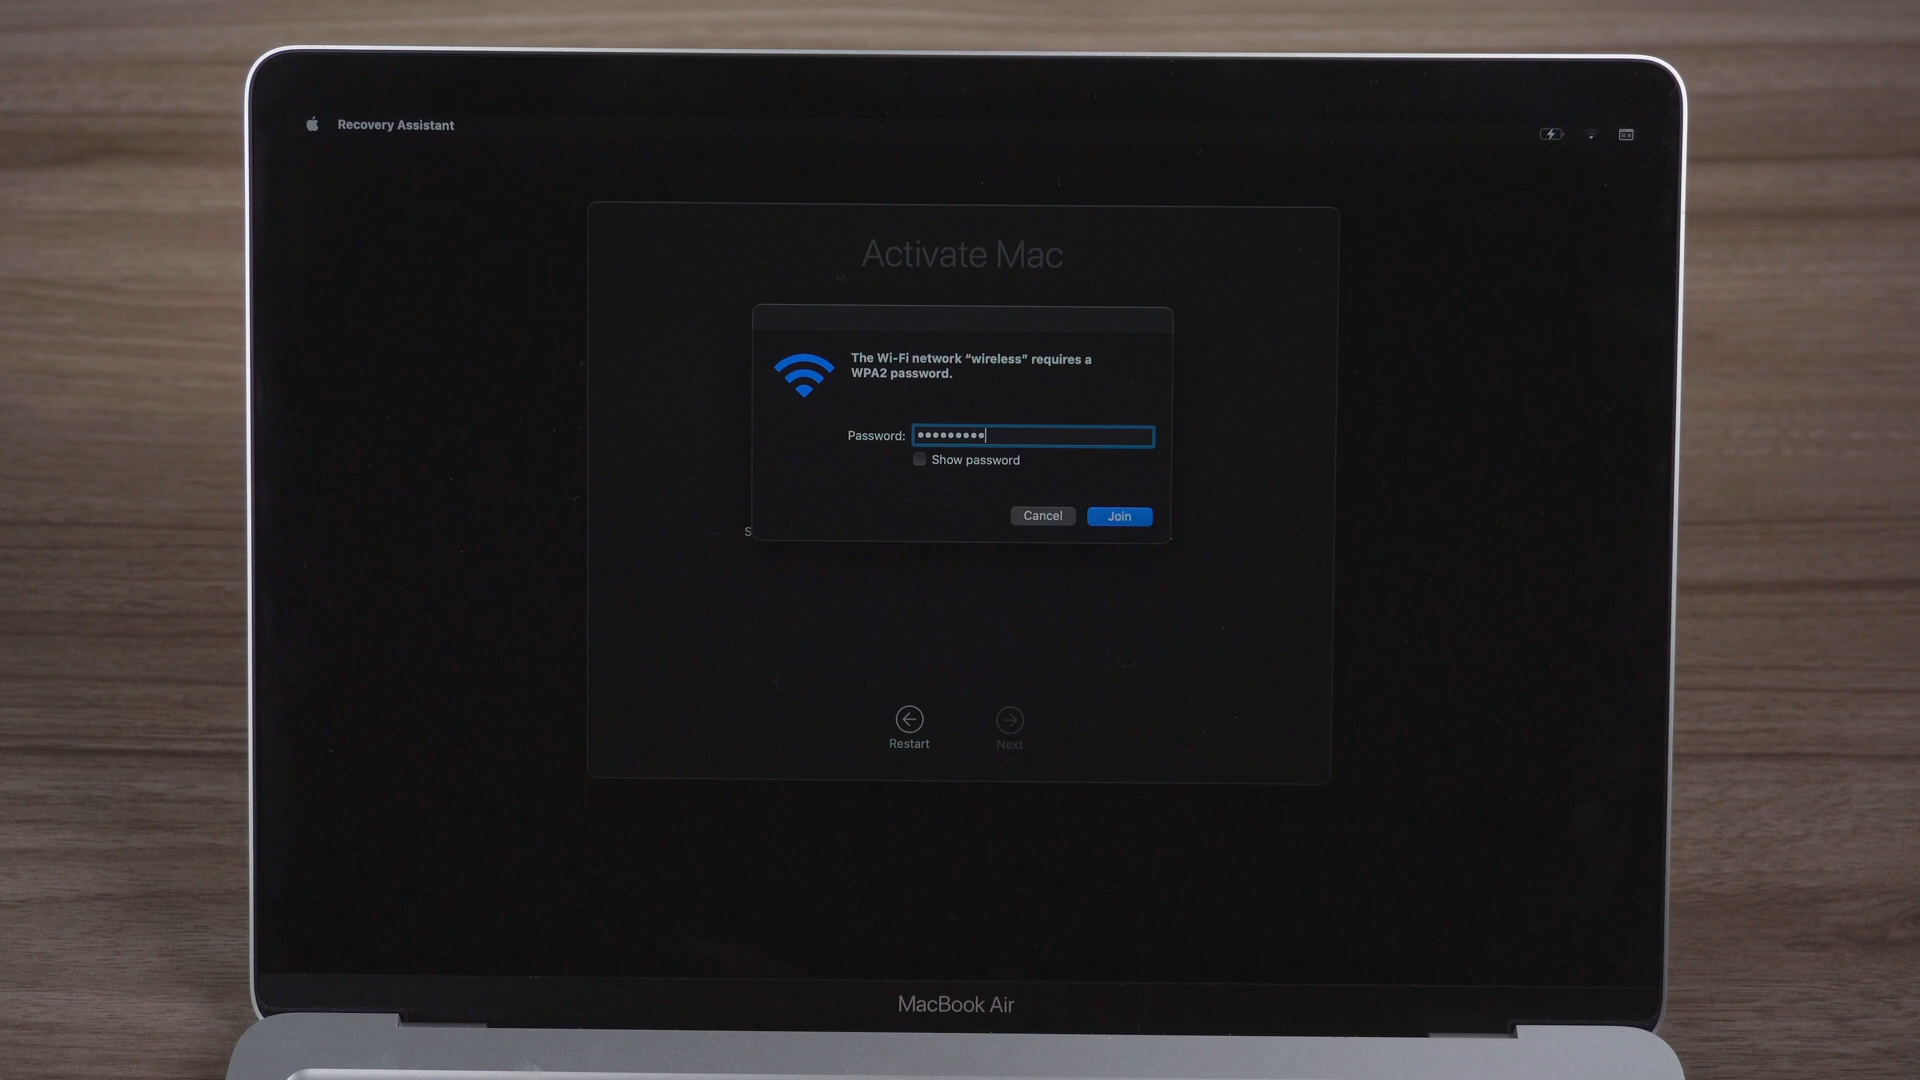 Recovery Assistant
Activate Mac
The Wi-Fi network “wireless” requires a
WPA2 password.
Password: •••••••••
Show password
Cancel Join
Restart Next
MacBook Air